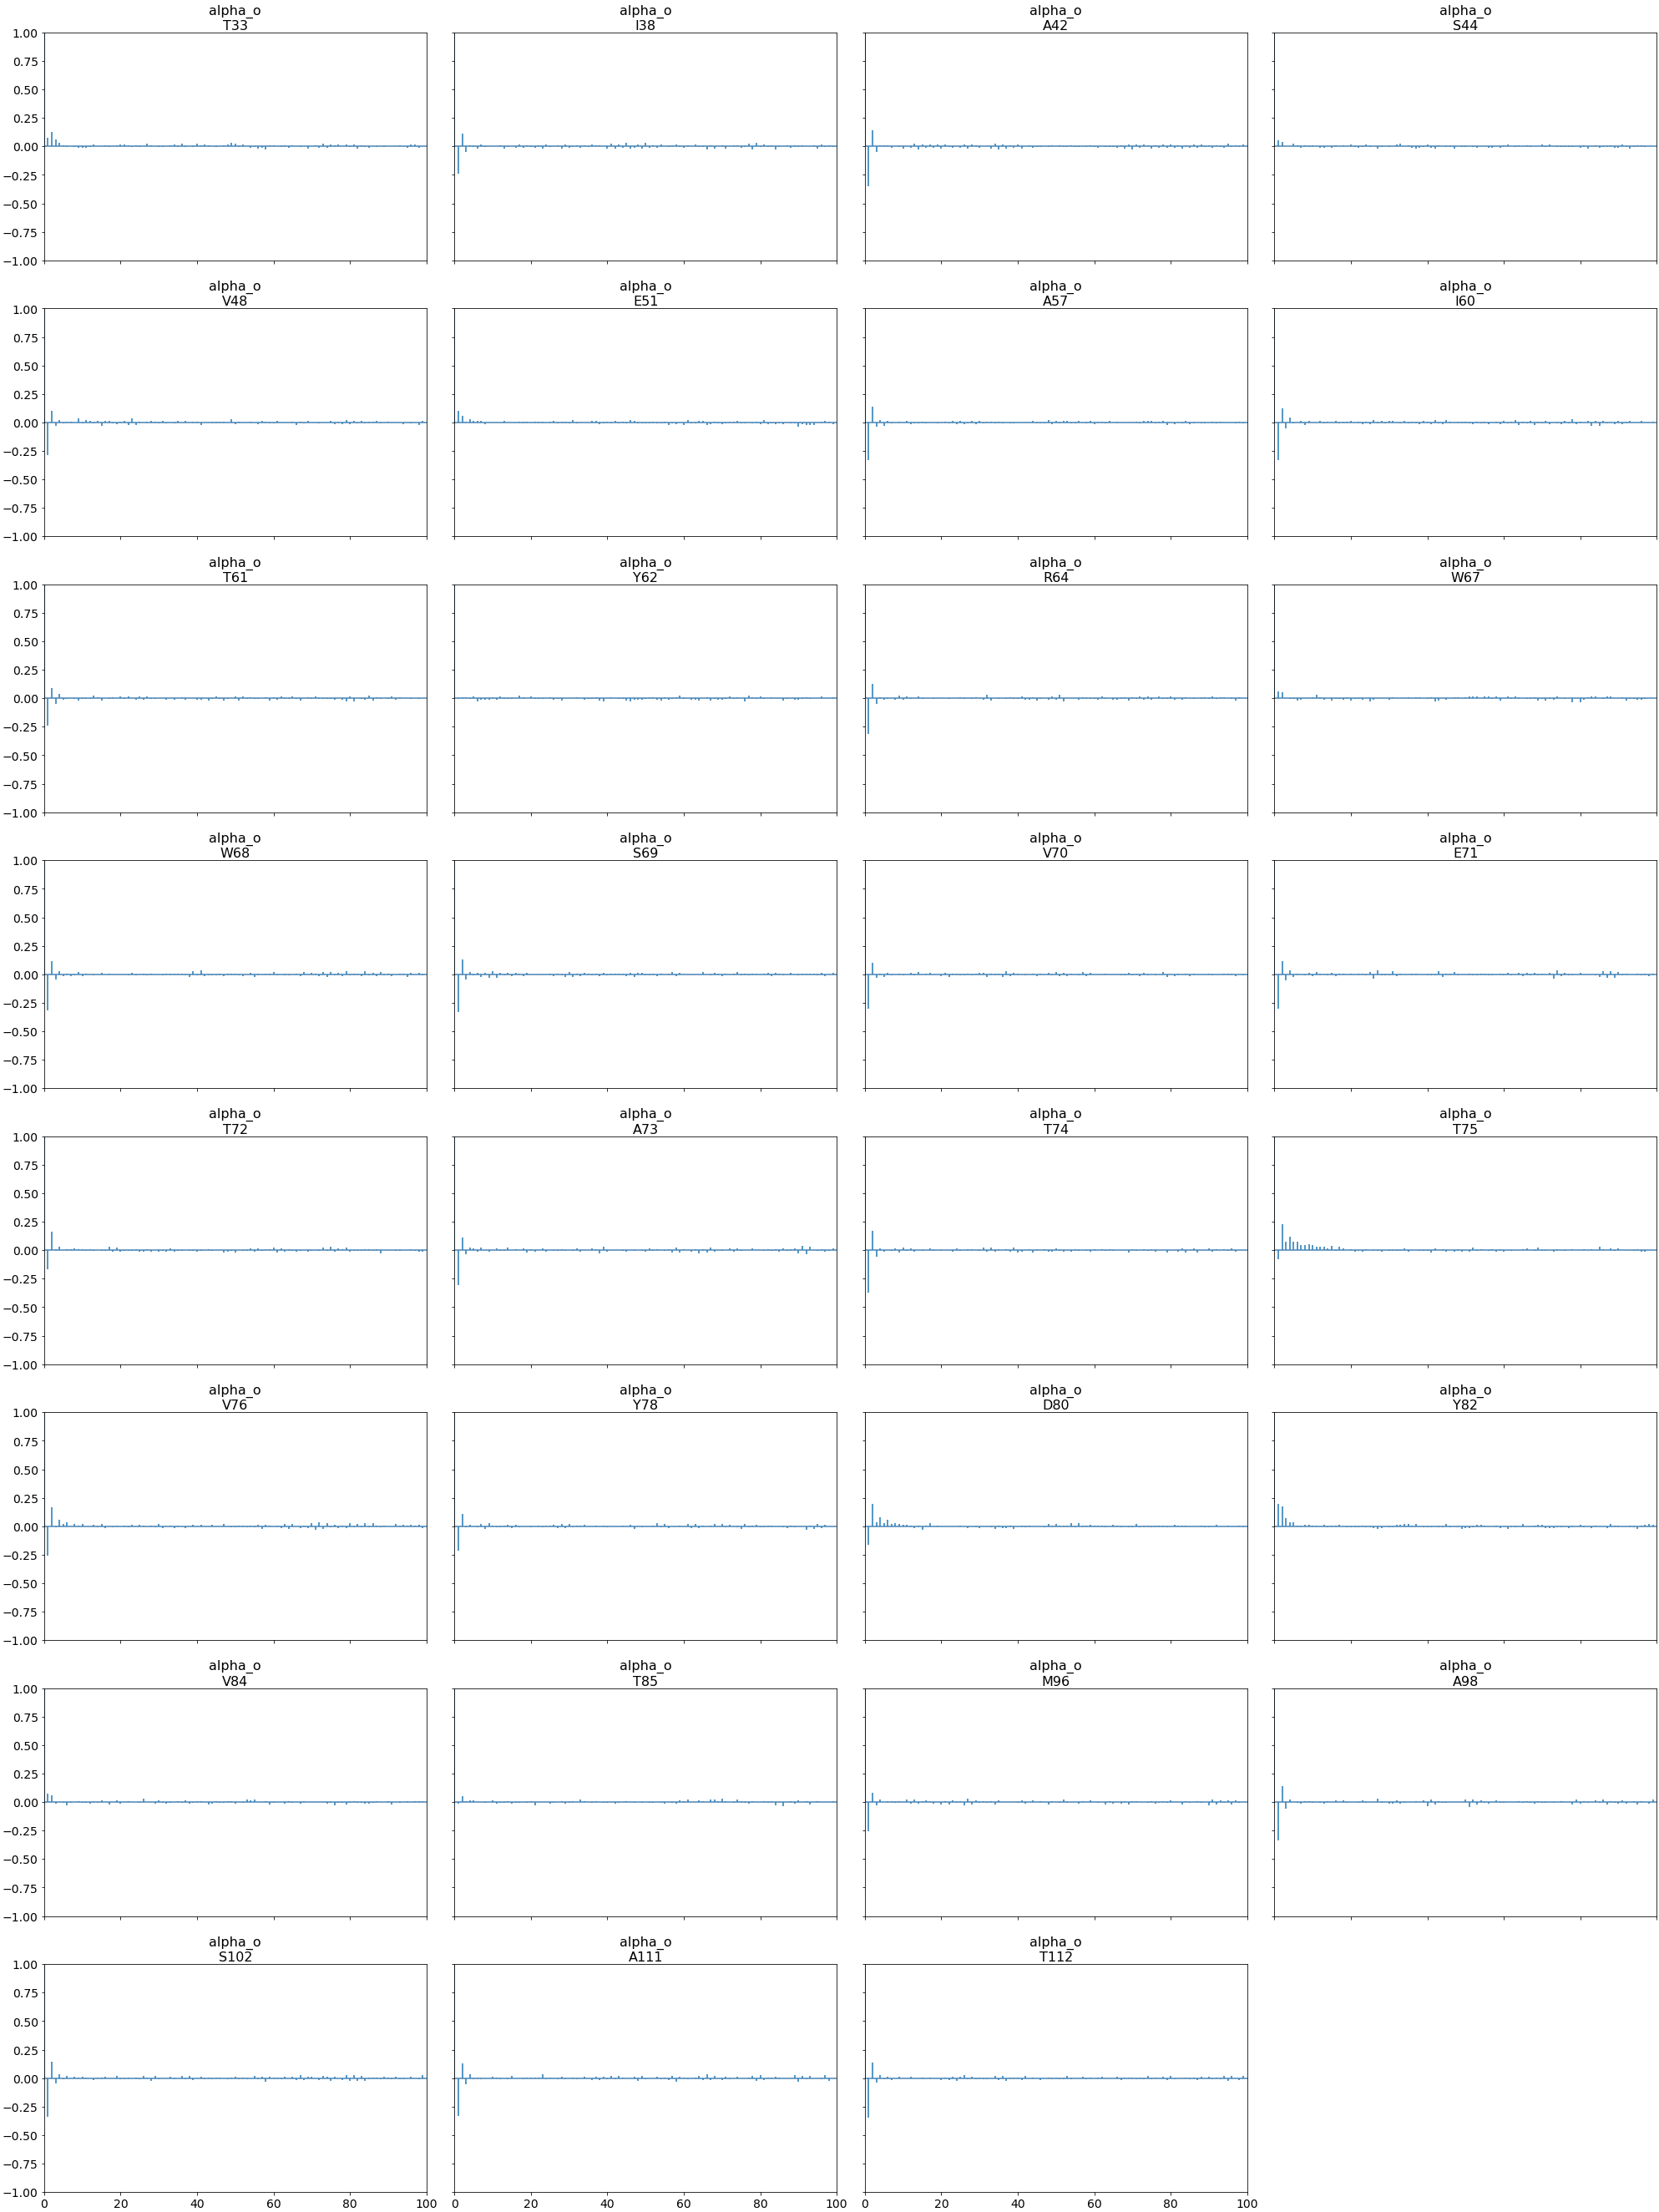 alpha_o
T33
alpha_o
I38
alpha_o
A42
alpha_o
S44
1.00
0.75
0.50
0.25
0.00
−0.25
−0.50
−0.75
−1.00
alpha_o
V48
alpha_o
E51
alpha_o
A57
alpha_o
I60
1.00
0.75
0.50
0.25
0.00
−0.25
−0.50
−0.75
−1.00
alpha_o
T61
alpha_o
Y62
alpha_o
R64
alpha_o
W67
1.00
0.75
0.50
0.25
0.00
−0.25
−0.50
−0.75
−1.00
alpha_o
W68
alpha_o
S69
alpha_o
V70
alpha_o
E71
1.00
0.75
0.50
0.25
0.00
−0.25
−0.50
−0.75
−1.00
alpha_o
T72
alpha_o
A73
alpha_o
T74
alpha_o
T75
1.00
0.75
0.50
0.25
0.00
−0.25
−0.50
−0.75
−1.00
alpha_o
V76
alpha_o
Y78
alpha_o
D80
alpha_o
Y82
1.00
0.75
0.50
0.25
0.00
−0.25
−0.50
−0.75
−1.00
alpha_o
V84
alpha_o
T85
alpha_o
M96
alpha_o
A98
1.00
0.75
0.50
0.25
0.00
−0.25
−0.50
−0.75
−1.00
alpha_o
S102
alpha_o
A111
alpha_o
T112
1.00
0.75
0.50
0.25
0.00
−0.25
−0.50
−0.75
−1.00
0 20 40 60 80 100
0 20 40 60 80 100
0 20 40 60 80 100